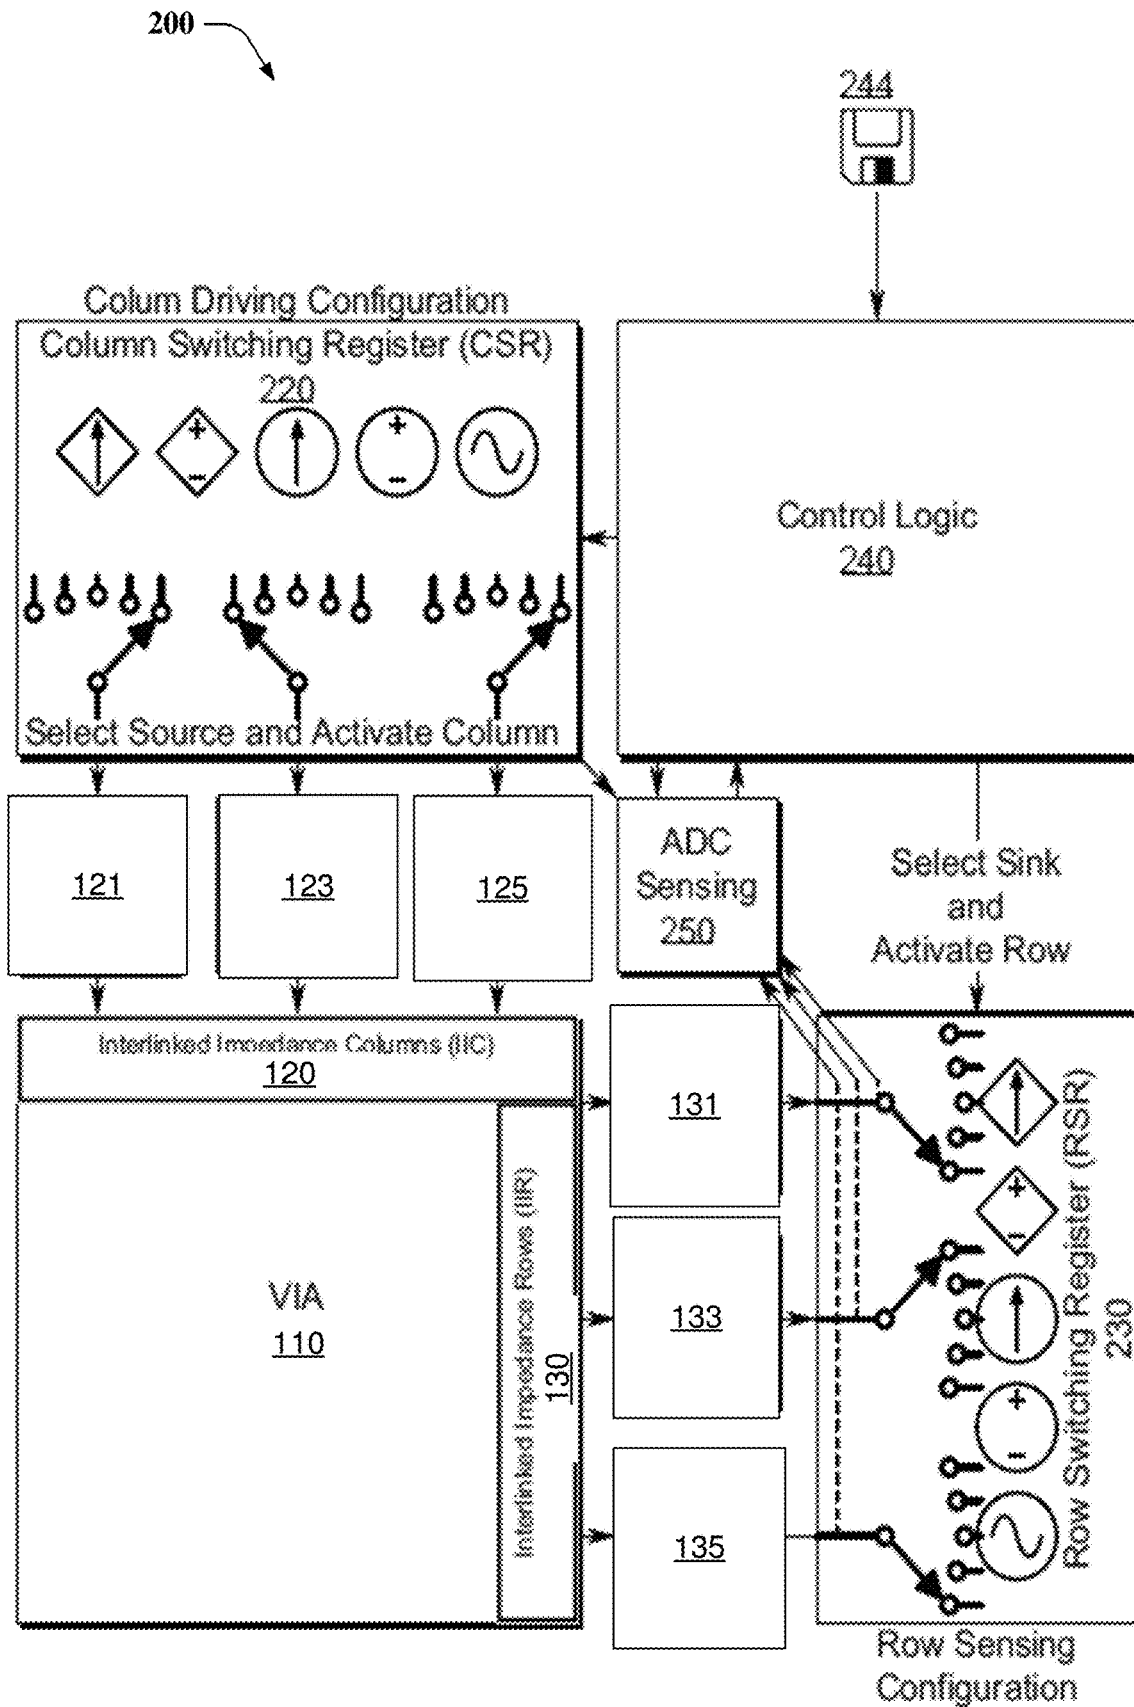 200
244
Colum Driving Configuration
Column Switching Register (CSR)
220
+
−
+
−
Control Logic
240
Select Source and Activate Column
121
123
125
ADC
Sensing
250
Select Sink
and
Activate Row
Interlinked Impedance Columns (IIC)
120
VIA
110
Interlinked Impedance Rows (IIR)
130
131
133
135
+
−
+
−
Row Switching Register (RSR)
230
Row Sensing
Configuration